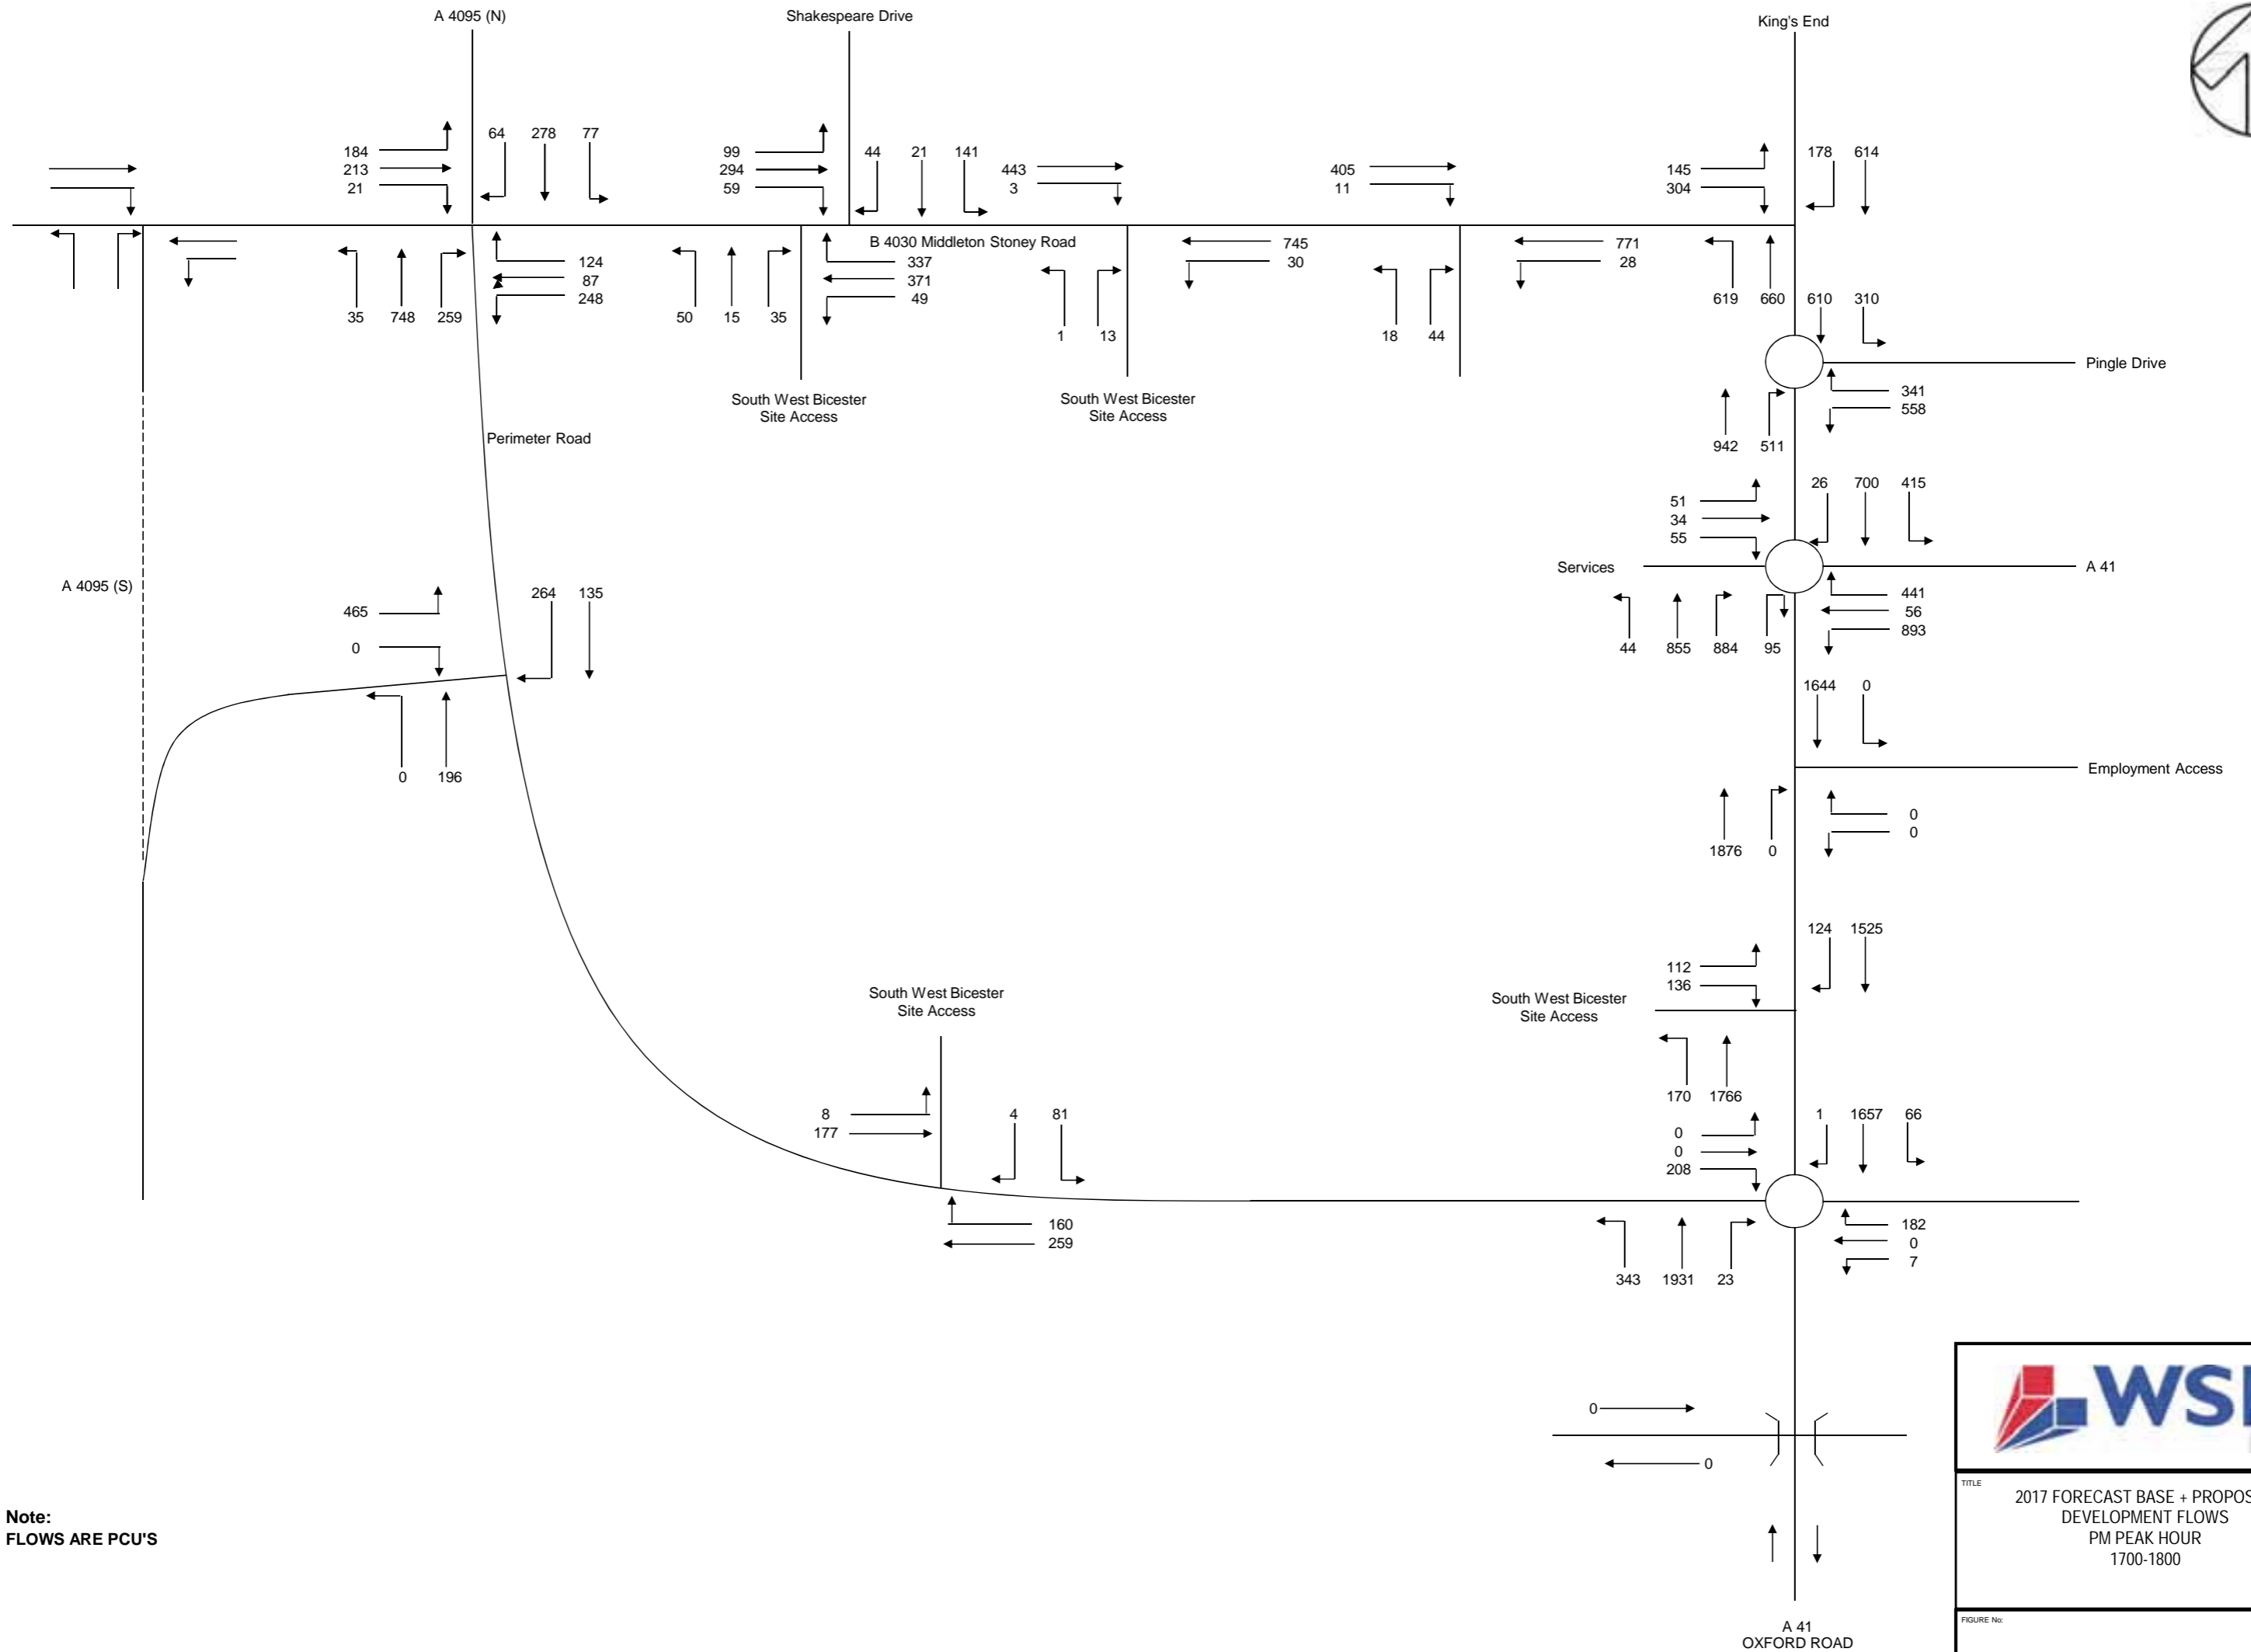 A 4095 (N)
Shakespeare Drive
King's End
64 278 77
184
213
21
99
294
59
44 21 141
443
3
405
11
145
304
178 614
B 4030 Middleton Stoney Road
124
87
248
35 748 259
337
371
49
50 15 35
745
30
1 13
771
28
18 44
619 660
610 310
Pingle Drive
341
558
942 511
South West Bicester
Site Access
South West Bicester
Site Access
Perimeter Road
51
34
55
26 700 415
Services
A 41
441
56
893
44 855 884 95
A 4095 (S)
465
0
264 135
0 196
1644 0
Employment Access
0
0
1876 0
124 1525
112
136
South West Bicester
Site Access
170 1766
South West Bicester
Site Access
8
177
4 81
160
259
0
0
208
1 1657 66
182
0
7
343 1931 23
0
0
A 41
OXFORD ROAD
Note:
FLOWS ARE PCU'S
TITLE
2017 FORECAST BASE + PROPOS
DEVELOPMENT FLOWS
PM PEAK HOUR
1700-1800
FIGURE No: